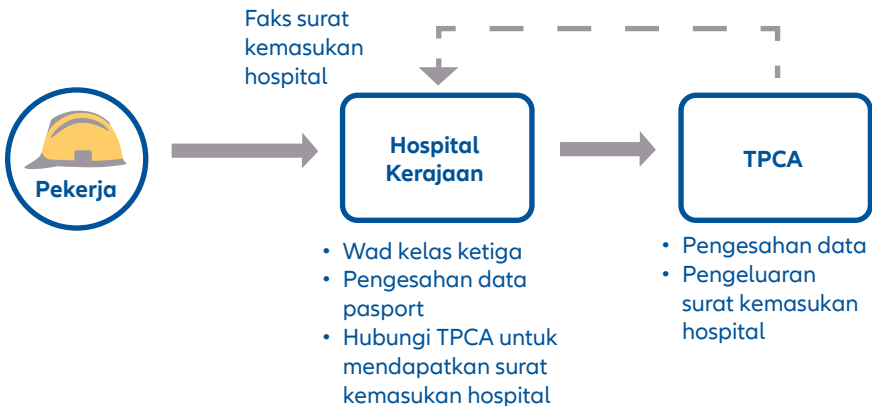 Faks surat
kemasukan
hospital
Pekerja
Hospital
Kerajaan
TPCA
• Wad kelas ketiga
• Pengesahan data
pasport
• Hubungi TPCA untuk
mendapatkan surat
kemasukan hospital
• Pengesahan data
• Pengeluaran
surat kemasukan
hospital